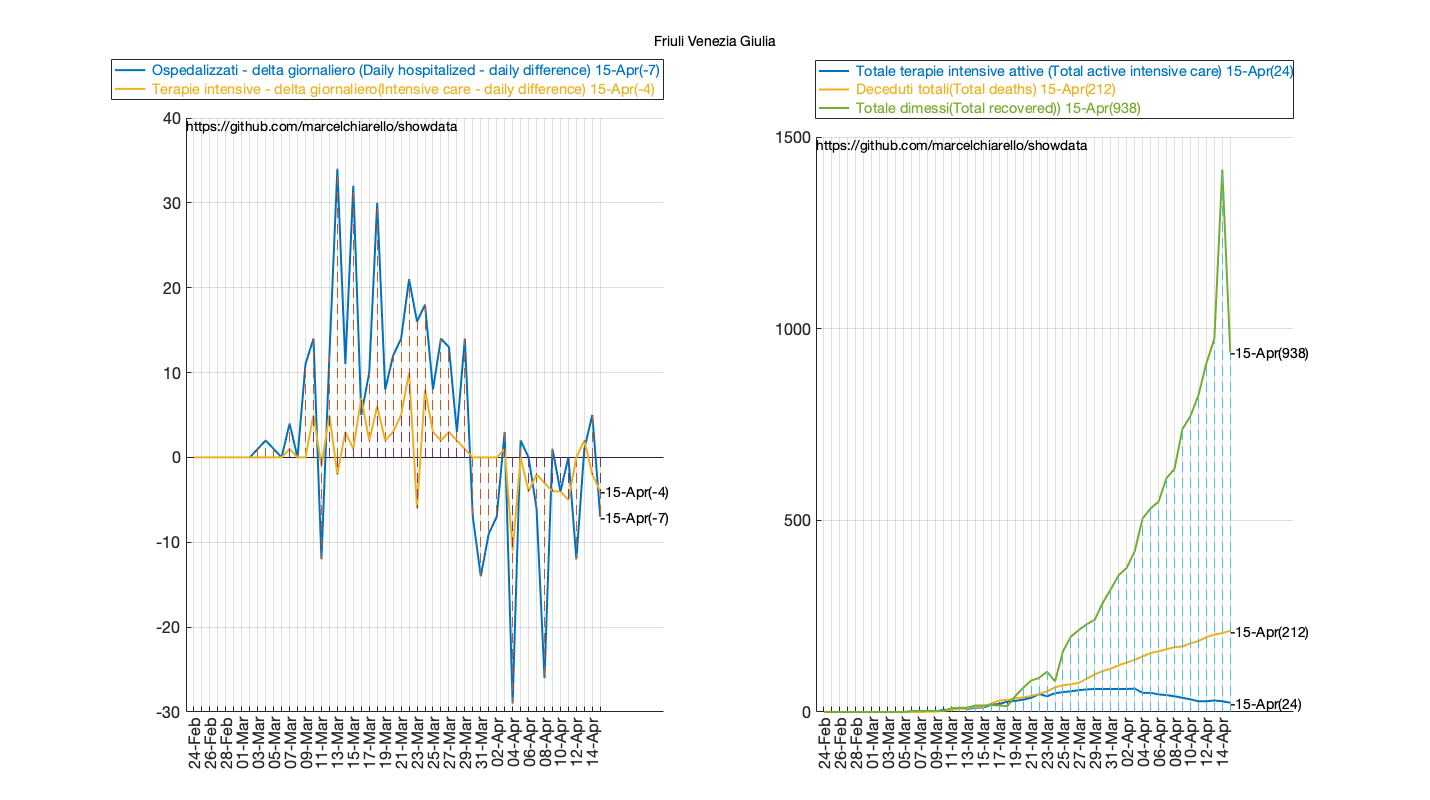 Friuli Venezia Giulia
Ospedalizzati - delta giornaliero (Daily hospitalized - daily difference) 15-Apr(-7)
Terapie intensive - delta giornaliero(Intensive care - daily difference) 15-Apr(-4)
https://github.com/marcelchiarello/showdata
40
30
20
10
0
-10
-20
-30
-15-Apr(-4)
-15-Apr(-7)
24-Feb
26-Feb
28-Feb
01-Mar
03-Mar
05-Mar
07-Mar
09-Mar
11-Mar
13-Mar
15-Mar
17-Mar
19-Mar
21-Mar
23-Mar
25-Mar
27-Mar
29-Mar
31-Mar
02-Apr
04-Apr
06-Apr
08-Apr
10-Apr
12-Apr
14-Apr
Totale terapie intensive attive (Total active intensive care) 15-Apr(24)
Deceduti totali(Total deaths) 15-Apr(212)
Totale dimessi(Total recovered)) 15-Apr(938)
https://github.com/marcelchiarello/showdata
1500
1000
500
0
-15-Apr(938)
-15-Apr(212)
-15-Apr(24)
24-Feb
26-Feb
28-Feb
01-Mar
03-Mar
05-Mar
07-Mar
09-Mar
11-Mar
13-Mar
15-Mar
17-Mar
19-Mar
21-Mar
23-Mar
25-Mar
27-Mar
29-Mar
31-Mar
02-Apr
04-Apr
06-Apr
08-Apr
10-Apr
12-Apr
14-Apr